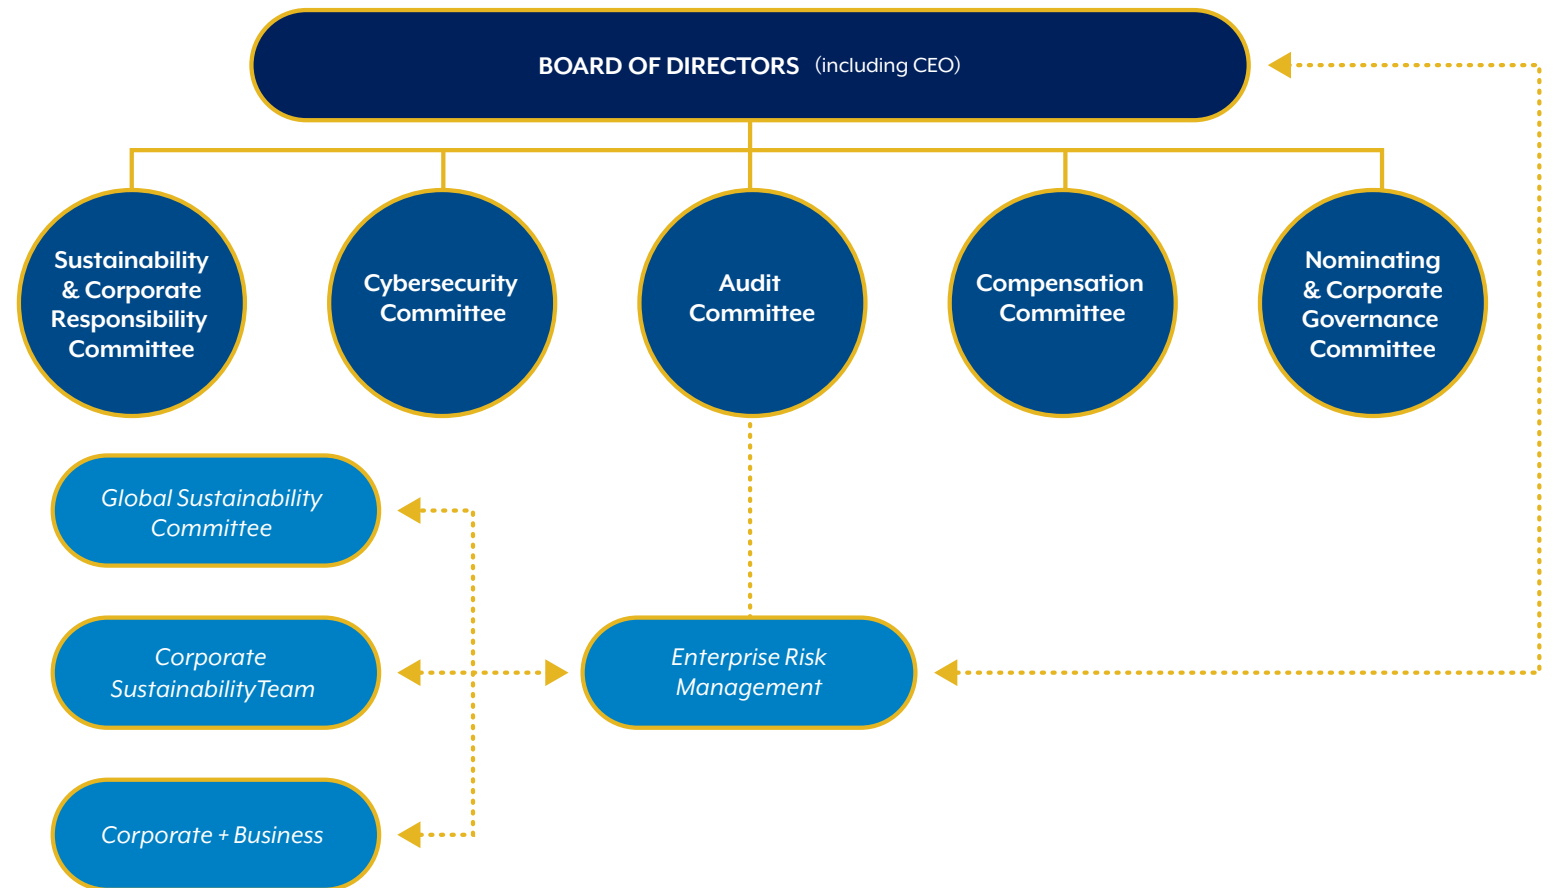 BOARD OF DIRECTORS (including CEO)
Sustainability
& Corporate
Responsibility
Committee
Cybersecurity
Committee
Audit
Committee
Compensation
Committee
Nominating
& Corporate
Governance
Committee
Global Sustainability
Committee
Corporate
SustainabilityTeam
Enterprise Risk
Management
Corporate + Business